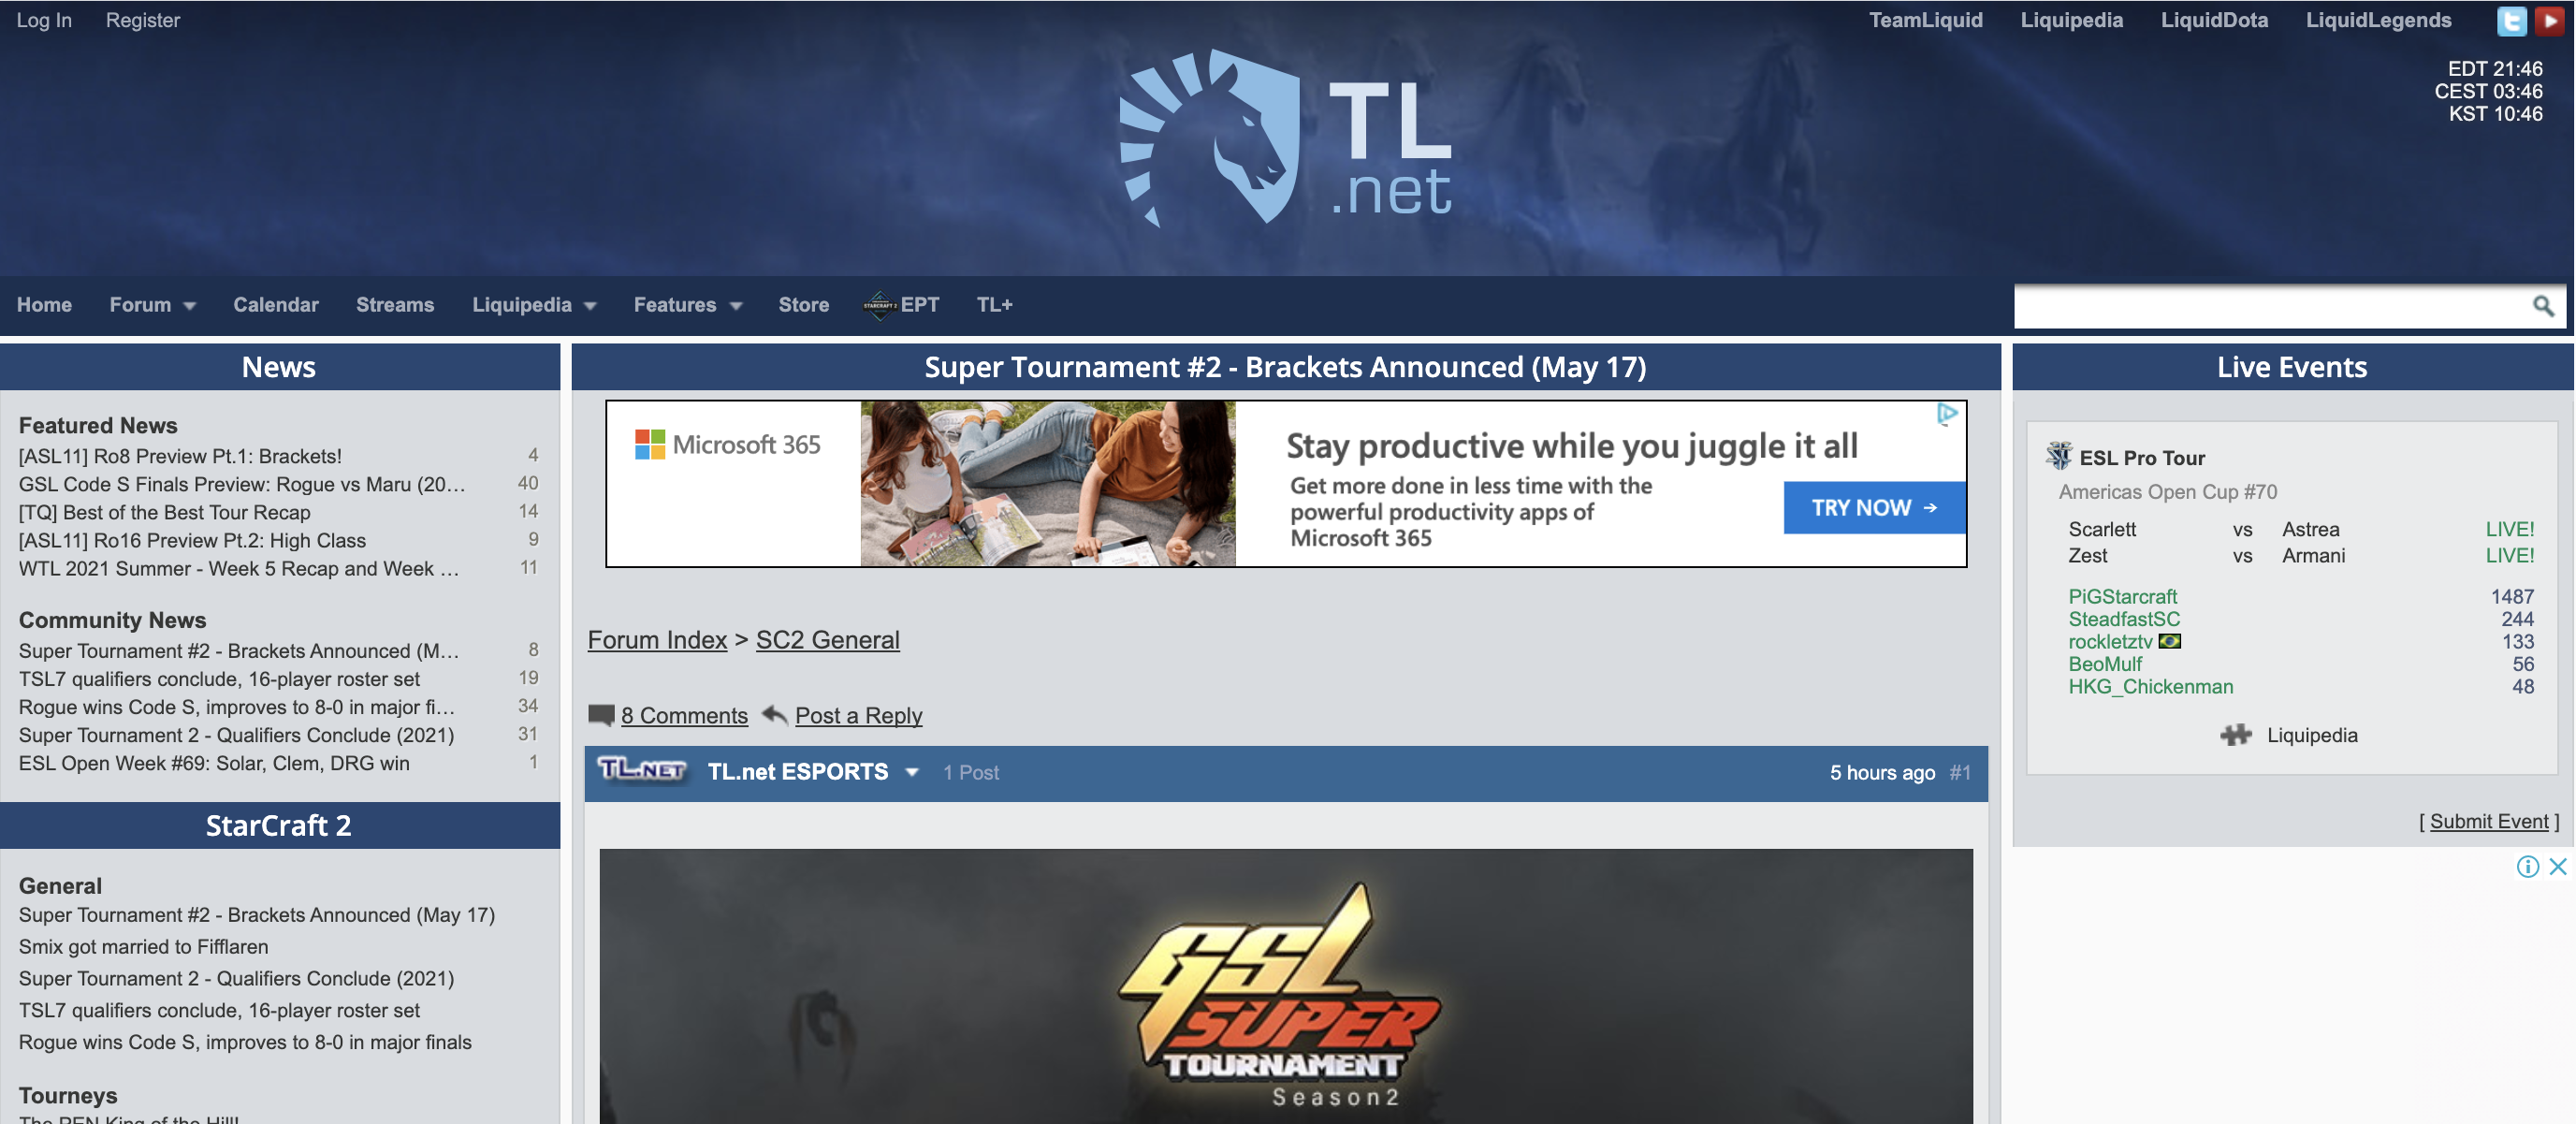 Log In Register
TeamLiquid Liquipedia LiquidDota LiquidLegends
EDT 21:46
CEST 03:46
KST 10:46
TL
.net
Home Forum Calendar Streams Liquipedia Features Store EPT TL+
News
Featured News
[ASL11] Ro8 Preview Pt.1: Brackets! 4
GSL Code S Finals Preview: Rogue vs Maru (20… 40
[TQ] Best of the Best Tour Recap 14
[ASL11] Ro16 Preview Pt.2: High Class 9
WTL 2021 Summer - Week 5 Recap and Week … 11
Community News
Super Tournament #2 - Brackets Announced (M… 8
TSL7 qualifiers conclude, 16-player roster set 19
Rogue wins Code S, improves to 8-0 in major fi… 34
Super Tournament 2 - Qualifiers Conclude (2021) 31
ESL Open Week #69: Solar, Clem, DRG win 1
StarCraft 2
General
Super Tournament #2 - Brackets Announced (May 17)
Smix got married to Fifflaren
Super Tournament 2 - Qualifiers Conclude (2021)
TSL7 qualifiers conclude, 16-player roster set
Rogue wins Code S, improves to 8-0 in major finals
Tourneys
The PEN King of the Hill!
Super Tournament #2 - Brackets Announced (May 17)
Microsoft 365
Stay productive while you juggle it all
Get more done in less time with the
powerful productivity apps of
Microsoft 365
TRY NOW →
Forum Index > SC2 General
8 Comments Post a Reply
TL.NET TL.net ESPORTS 1 Post 5 hours ago #1
GSL
SUPER
TOURNAMENT
Season2
Live Events
ESL Pro Tour
Americas Open Cup #70
Scarlett vs Astrea LIVE!
Zest vs Armani LIVE!
PiGStarcraft 1487
SteadfastSC 244
rockletztv 133
BeoMulf 56
HKG_Chickenman 48
Liquipedia
[ Submit Event ]